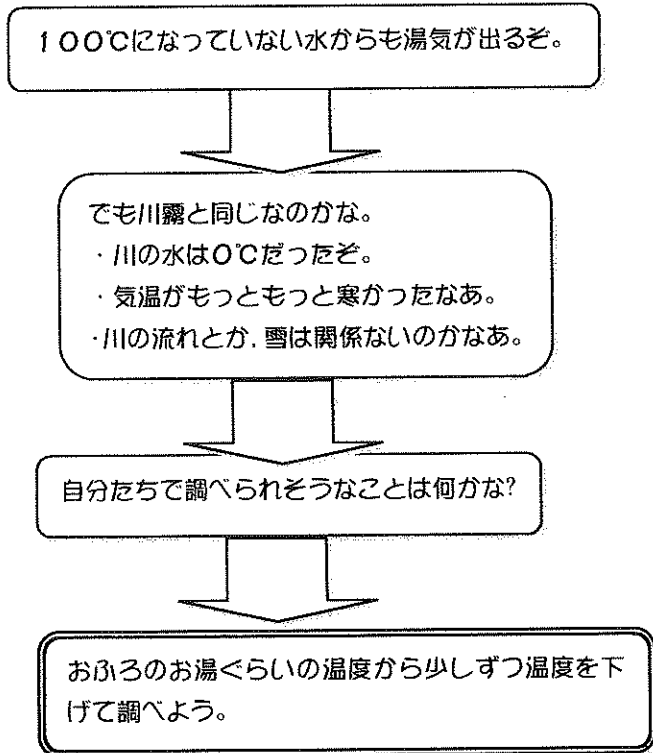 １００℃になっていない水からも湯気が出るぞ。
でも川霧と同じなのかな。
・川の水は０℃だったぞ。
・気温がもっともっと寒かったなあ。
・川の流れとか，雪は関係ないのかなあ。
自分たちで調べられそうなことは何かな？
おふろのお湯ぐらいの温度から少しずつ温度を下
げて調べよう。